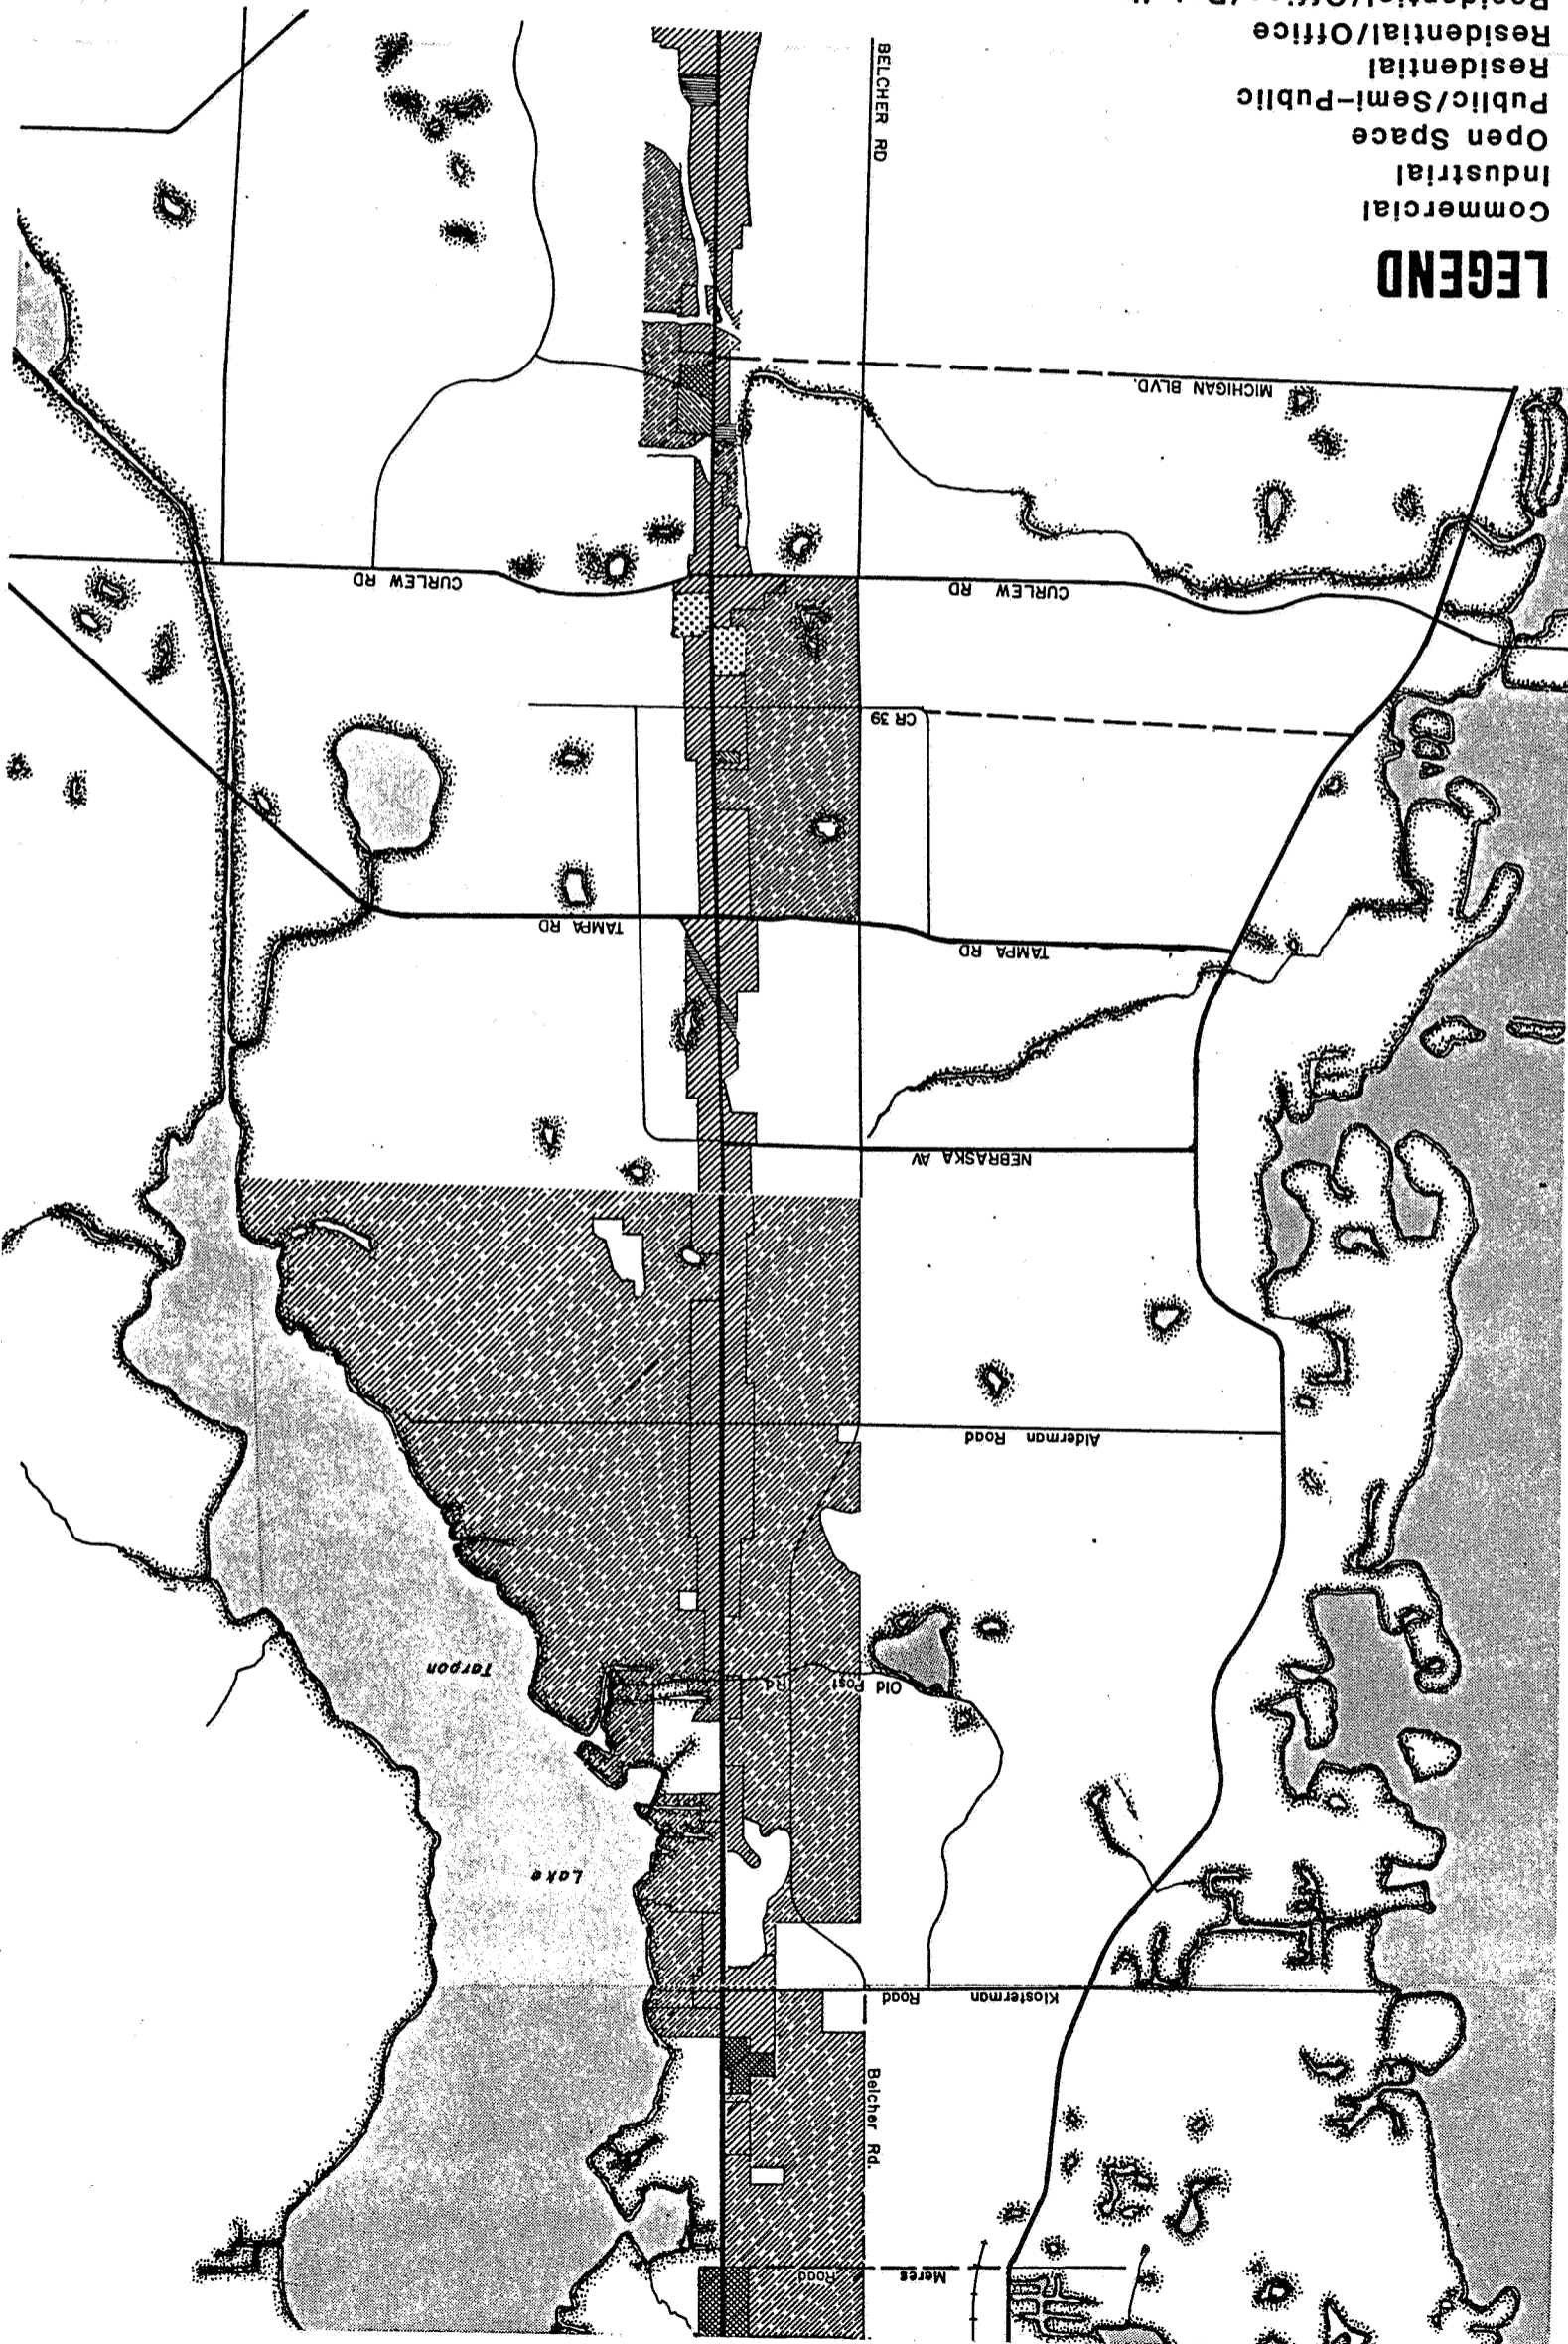 Meres Road
Belcher Rd.
Klosterman Road
Lake
Old Post Rd.
Tarpon
Alderman Road
NEBRASKA AV
TAMPA RD
TAMPA RD
CR 39
CURLEW RD
CURLEW RD
MICHIGAN BLVD.
BELCHER RD
LEGEND
Commercial
Industrial
Open Space
Public/Semi-Public
Residential
Residential/Office